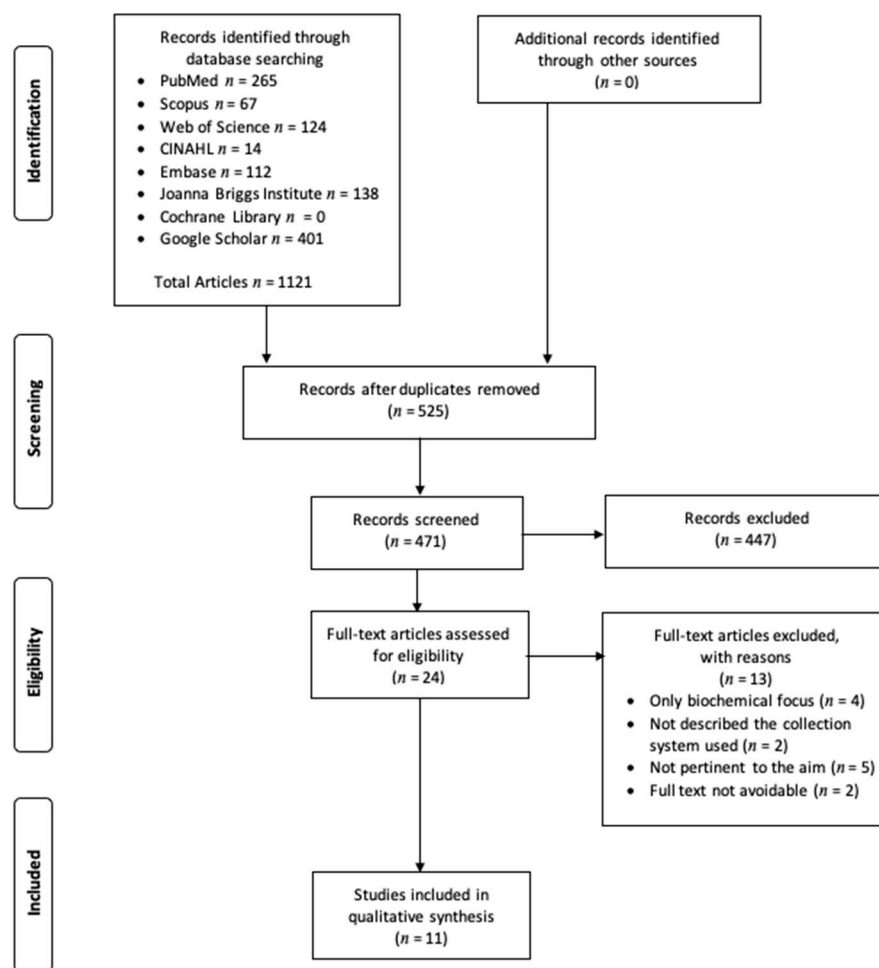 Identification
Records identified through
database searching
• PubMed n = 265
• Scopus n = 67
• Web of Science n = 124
• CINAHL n = 14
• Embase n = 112
• Joanna Briggs Institute n = 138
• Cochrane Library n = 0
• Google Scholar n = 401
Total Articles n = 1121
Additional records identified
through other sources
(n = 0)
Screening
Records after duplicates removed
(n = 525)
Records screened
(n = 471)
Records excluded
(n = 447)
Eligibility
Full-text articles assessed
for eligibility
(n = 24)
Full-text articles excluded,
with reasons
(n = 13)
• Only biochemical focus (n = 4)
• Not described the collection
system used (n = 2)
• Not pertinent to the aim (n = 5)
• Full text not avoidable (n = 2)
Included
Studies included in
qualitative synthesis
(n = 11)